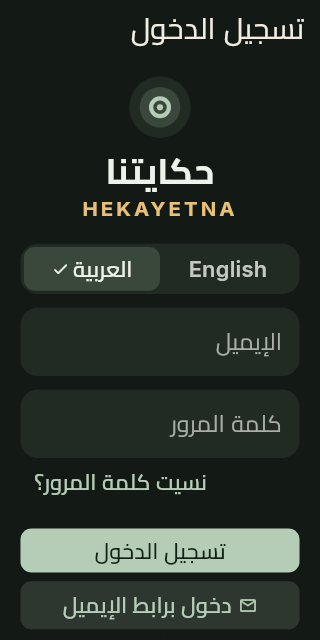 تسجيل الدخول
حكايتنا
HEKAYETNA
العربية
English
الإيميل
كلمة المرور
نسيت كلمة المرور؟
تسجيل الدخول
دخول برابط الإيميل